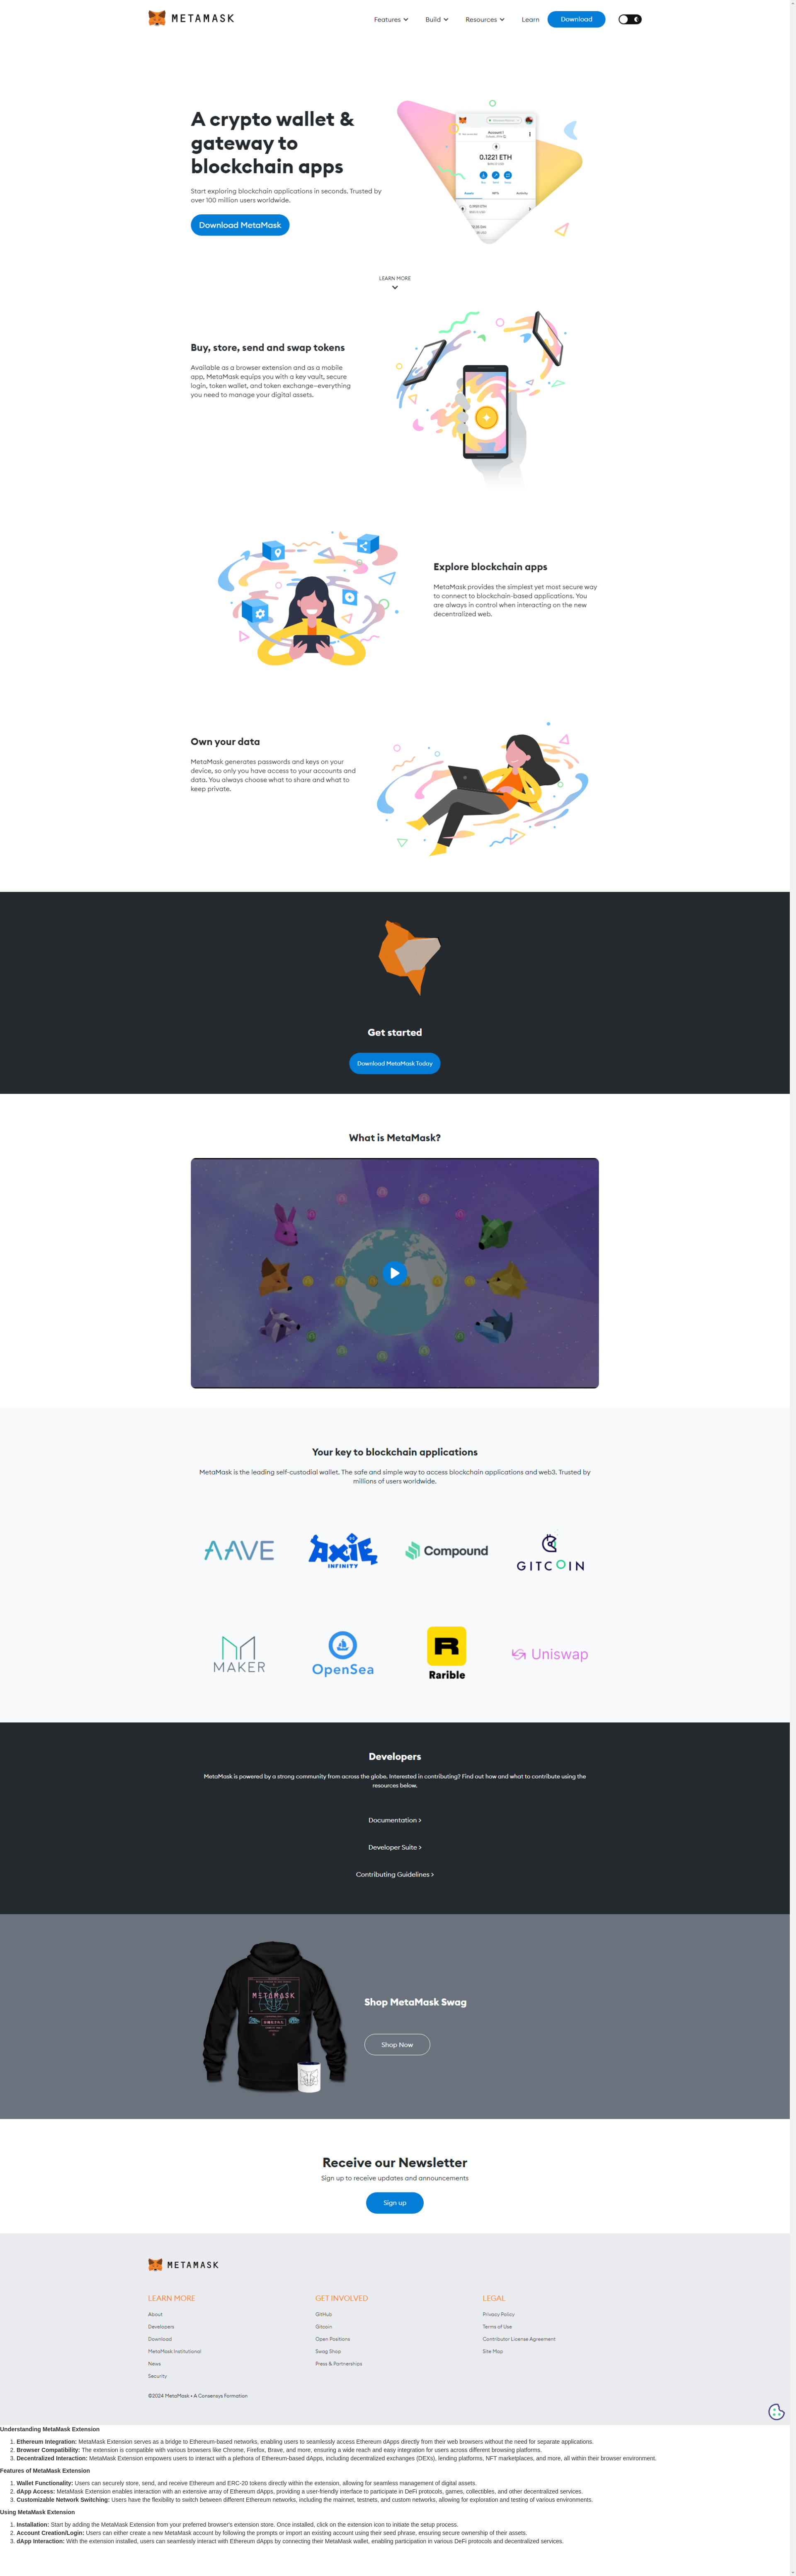 METAMASK
Features
Build
Resources
Learn
Download
A crypto wallet &
gateway to
blockchain apps
Start exploring blockchain applications in seconds. Trusted by
over 100 million users worldwide.
Download MetaMask
0.1221 ETH
LEARN MORE
Buy, store, send and swap tokens
Available as a browser extension and as a mobile
app, MetaMask equips you with a key vault, secure
login, token wallet, and token exchange—everything
you need to manage your digital assets.
Explore blockchain apps
MetaMask provides the simplest yet most secure way
to connect to blockchain-based applications. You
are always in control when interacting on the new
decentralized web.
Own your data
MetaMask generates passwords and keys on your
device, so only you have access to your accounts and
data. You always choose what to share and what to
keep private.
Get started
Download MetaMask Today
What is MetaMask?
Your key to blockchain applications
MetaMask is the leading self-custodial wallet. The safe and simple way to access blockchain applications and web3. Trusted by
millions of users worldwide.
AAVE
AXIE
INFINITY
Compound
GITCOIN
MAKER
OpenSea
R
Rarible
Uniswap
Developers
MetaMask is powered by a strong community from across the globe. Interested in contributing? Find out how and what to contribute using the
resources below.
Documentation >
Developer Suite >
Contributing Guidelines >
METAMASK
Shop MetaMask Swag
Shop Now
Receive our Newsletter
Sign up to receive updates and announcements
Sign up
METAMASK
LEARN MORE
About
Developers
Download
MetaMask Institutional
News
Security
GET INVOLVED
GitHub
Gitcoin
Open Positions
Swag Shop
Press & Partnerships
LEGAL
Privacy Policy
Terms of Use
Contributor License Agreement
Site Map
©2024 MetaMask • A Consensys Formation
Understanding MetaMask Extension
1. Ethereum Integration: MetaMask Extension serves as a bridge to Ethereum-based networks, enabling users to seamlessly access Ethereum dApps directly from their web browsers without the need for separate applications.
2. Browser Compatibility: The extension is compatible with various browsers like Chrome, Firefox, Brave, and more, ensuring a wide reach and easy integration for users across different browsing platforms.
3. Decentralized Interaction: MetaMask Extension empowers users to interact with a plethora of Ethereum-based dApps, including decentralized exchanges (DEXs), lending platforms, NFT marketplaces, and more, all within their browser environment.
Features of MetaMask Extension
1. Wallet Functionality: Users can securely store, send, and receive Ethereum and ERC-20 tokens directly within the extension, allowing for seamless management of digital assets.
2. dApp Access: MetaMask Extension enables interaction with an extensive array of Ethereum dApps, providing a user-friendly interface to participate in DeFi protocols, games, collectibles, and other decentralized services.
3. Customizable Network Switching: Users have the flexibility to switch between different Ethereum networks, including the mainnet, testnets, and custom networks, allowing for exploration and testing of various environments.
Using MetaMask Extension
1. Installation: Start by adding the MetaMask Extension from your preferred browser's extension store. Once installed, click on the extension icon to initiate the setup process.
2. Account Creation/Login: Users can either create a new MetaMask account by following the prompts or import an existing account using their seed phrase, ensuring secure ownership of their assets.
3. dApp Interaction: With the extension installed, users can seamlessly interact with Ethereum dApps by connecting their MetaMask wallet, enabling participation in various DeFi protocols and decentralized services.